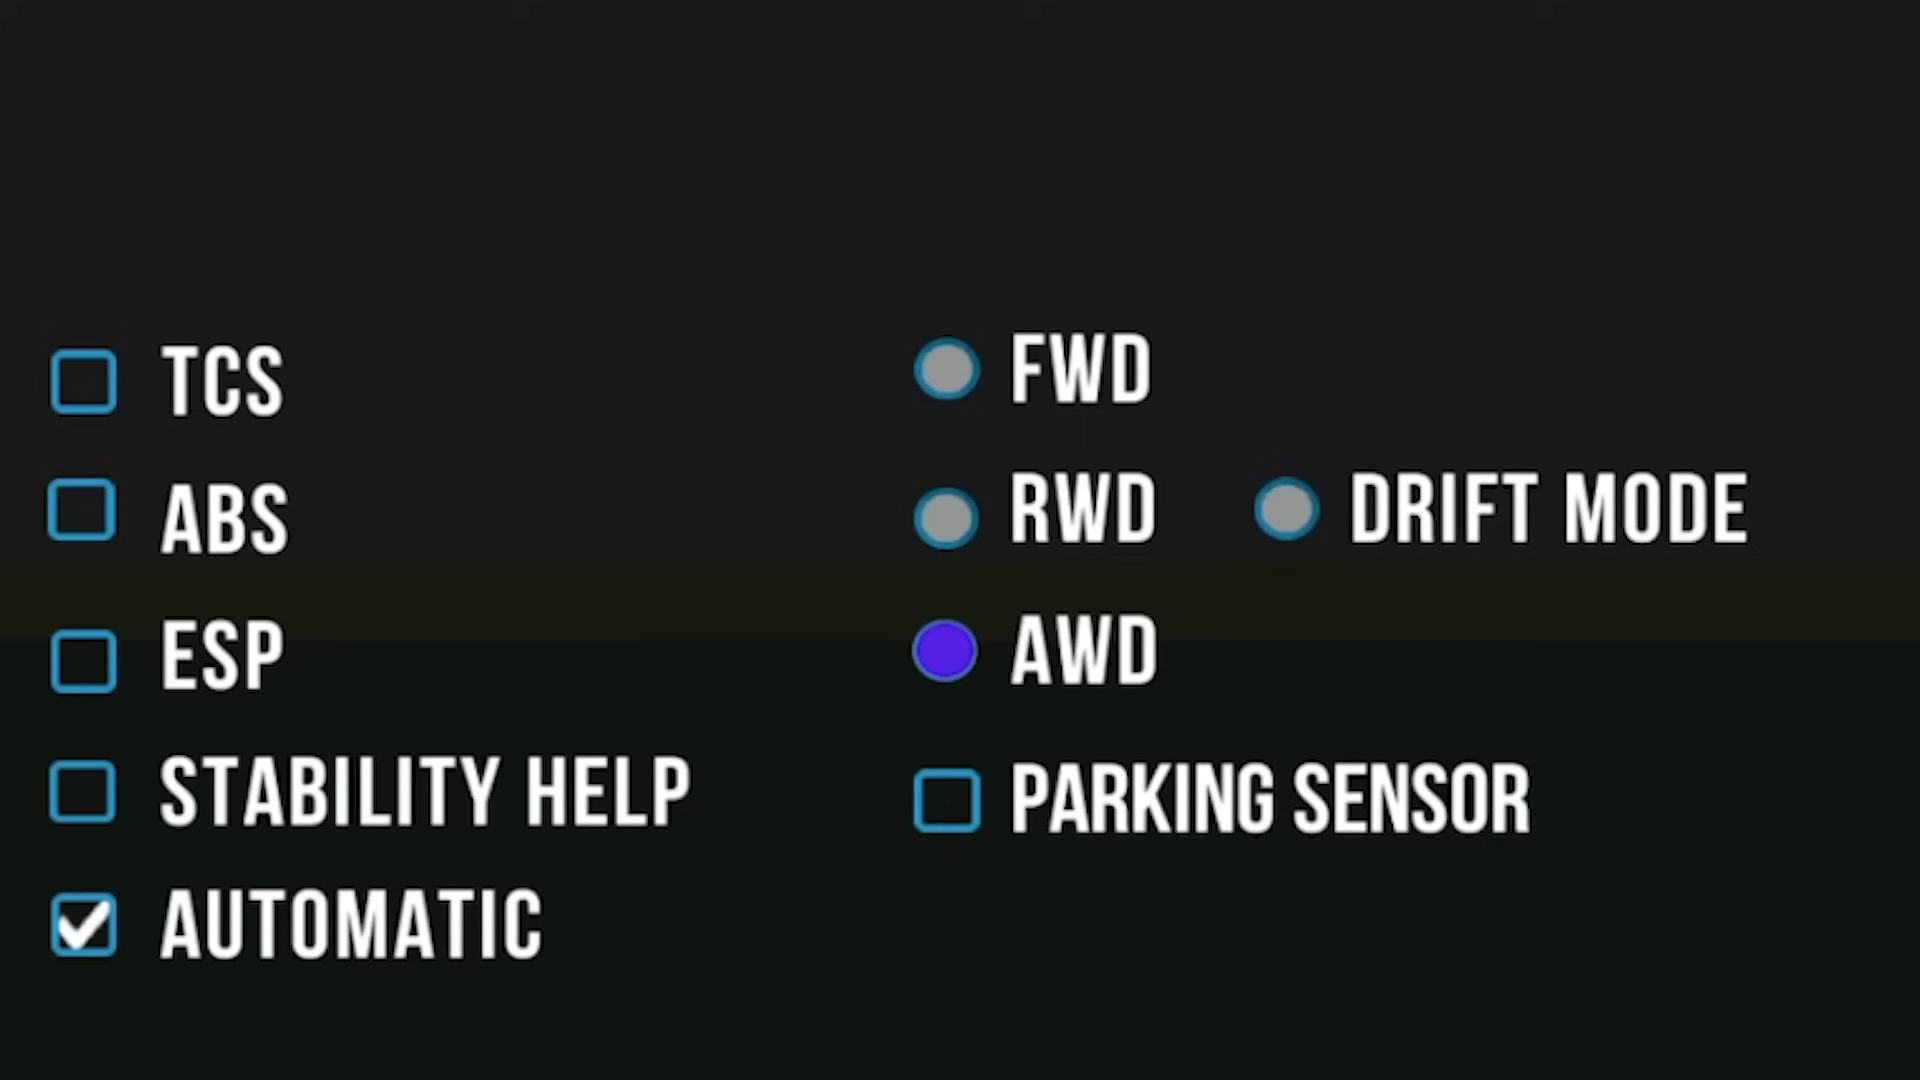 TCS
ABS
ESP
STABILITY HELP
AUTOMATIC
FWD
RWD
DRIFT MODE
AWD
PARKING SENSOR